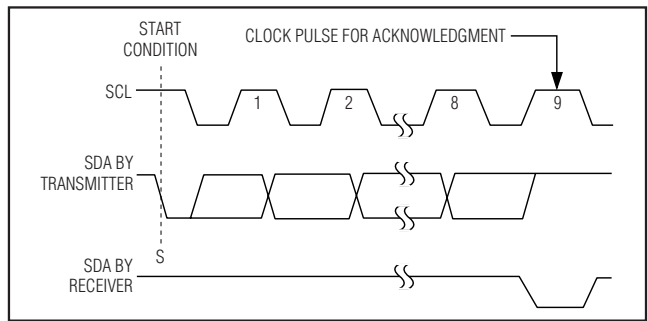 START
CONDITION
CLOCK PULSE FOR ACKNOWLEDGMENT
SCL
1
2
8
9
SDA BY
TRANSMITTER
S
SDA BY
RECEIVER